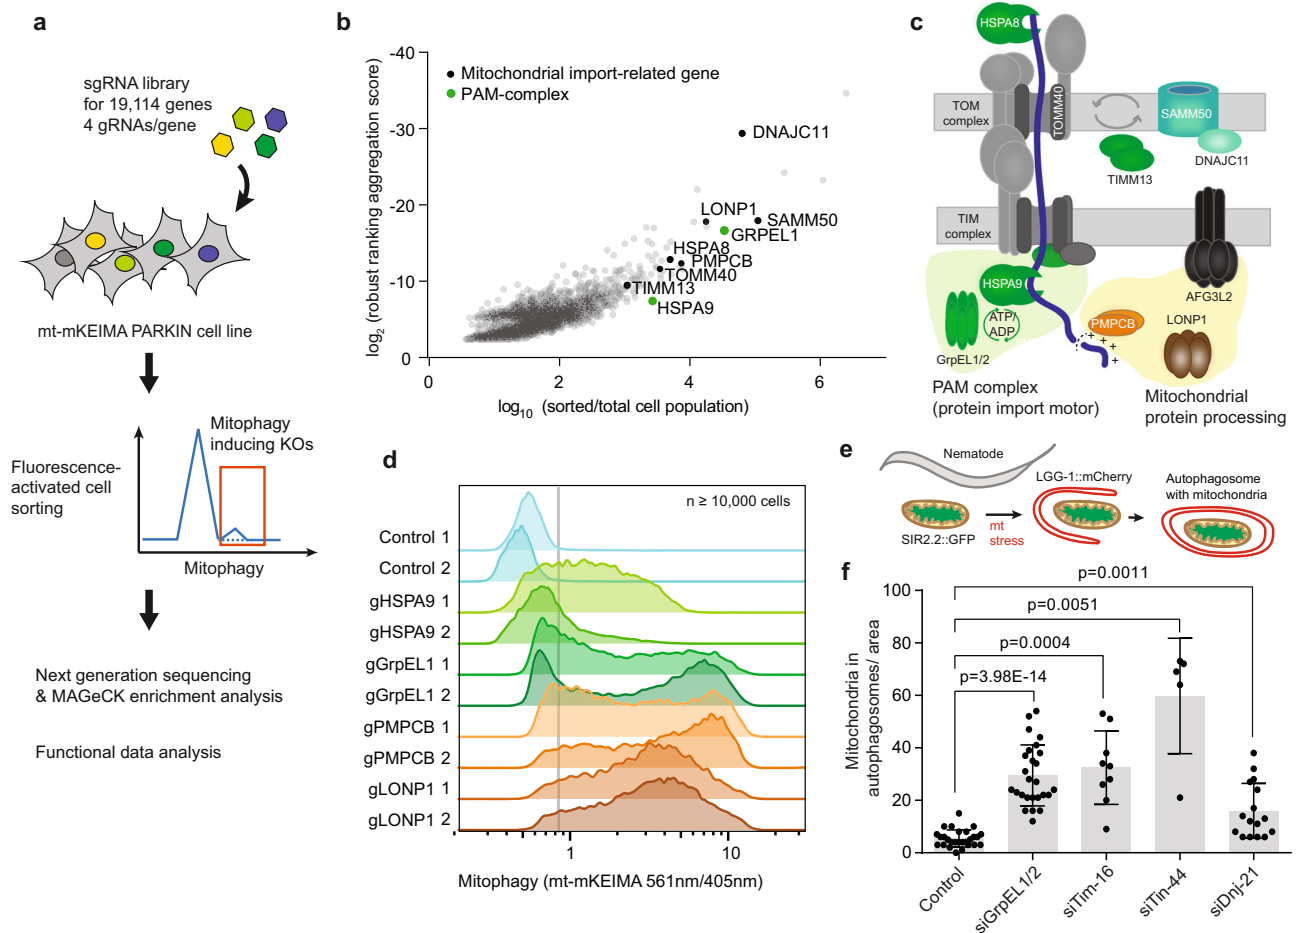 a
sgRNA library
for 19,114 genes
4 gRNAs/gene
mt-mKEIMA PARKIN cell line
Fluorescence-
activated cell
sorting
Mitophagy
inducing KOs
Mitophagy
Next generation sequencing
& MAGeCK enrichment analysis
Functional data analysis
b
log2 (robust ranking aggregation score)
-40
-30
-20
-10
0
Mitochondrial import-related gene
PAM-complex
DNAJC11
LONP1
SAMM50
GRPEL1
HSPA8
PMPCB
TOMM40
TIMM13
HSPA9
0
2
4
6
log10 (sorted/total cell population)
c
HSPA8
TOM
complex
TOMM40
SAMM50
DNAJC11
TIMM13
TIM
complex
HSPA9
ATP/
ADP
GrpEL1/2
AFG3L2
PMPCB
LONP1
+
+
+
+
PAM complex
(protein import motor)
Mitochondrial
protein processing
d
n ≥ 10,000 cells
Control 1
Control 2
gHSPA9 1
gHSPA9 2
gGrpEL1 1
gGrpEL1 2
gPMPCB 1
gPMPCB 2
gLONP1 1
gLONP1 2
1
10
Mitophagy (mt-mKEIMA 561nm/405nm)
e
Nematode
SIR2.2::GFP
mt
stress
LGG-1::mCherry
Autophagosome
with mitochondria
f
Mitochondria in
autophagosomes/ area
100
80
60
40
20
0
p=0.0011
p=0.0051
p=0.0004
p=3.98E-14
Control
siGrpEL1/2
siTim-16
siTin-44
siDnj-21